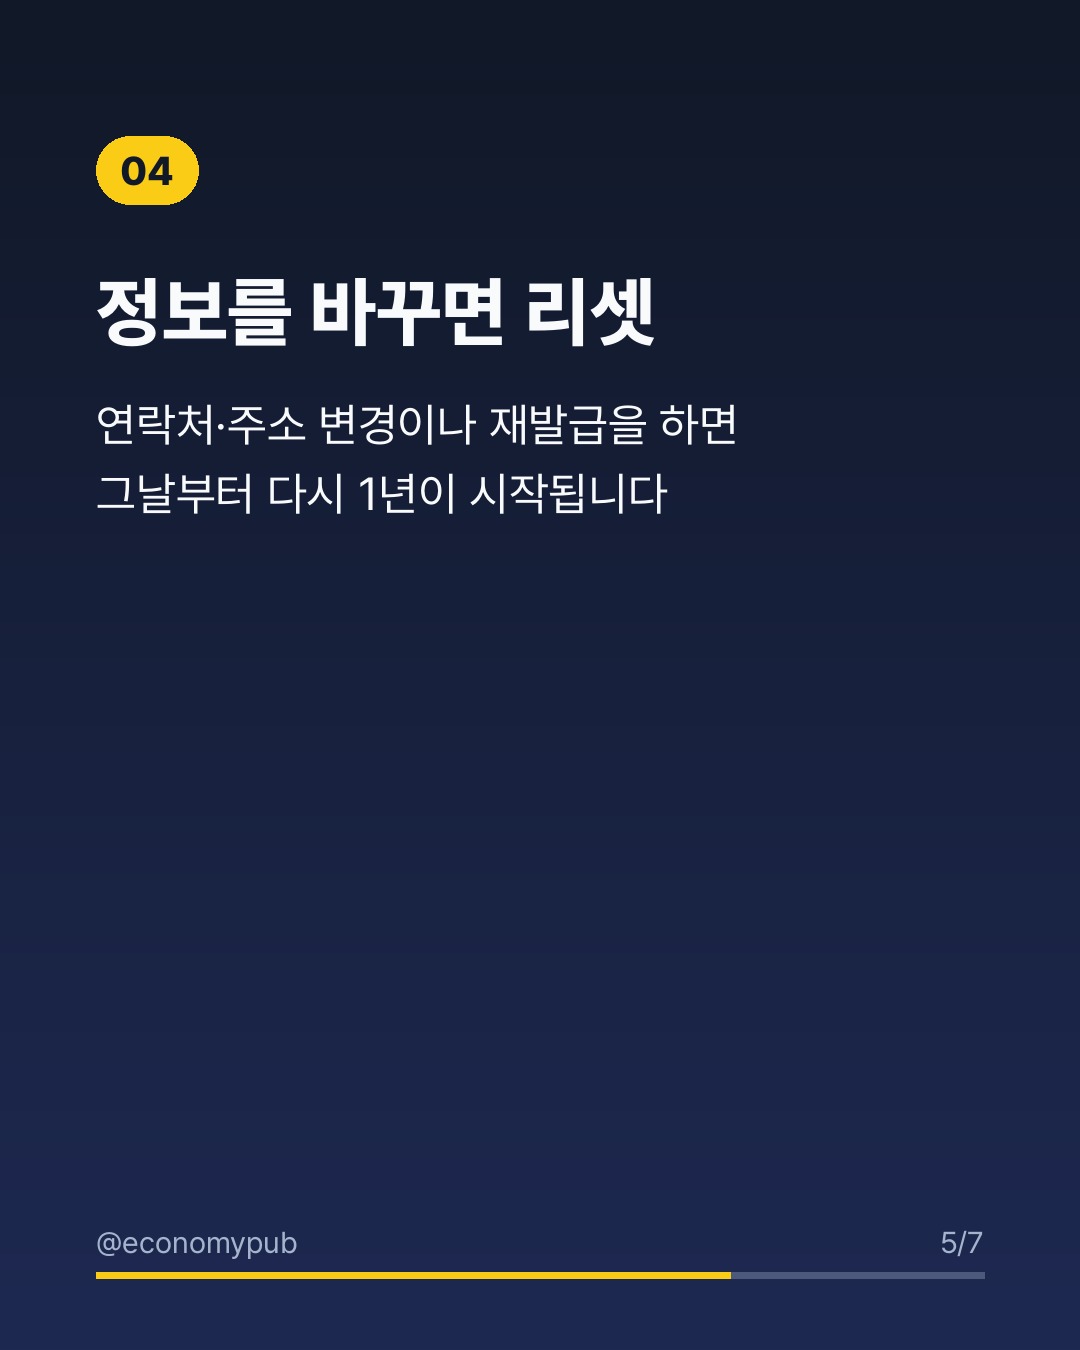 04
정보를 바꾸면 리셋
연락처·주소 변경이나 재발급을 하면
그날부터 다시 1년이 시작됩니다
@economypub
5/7